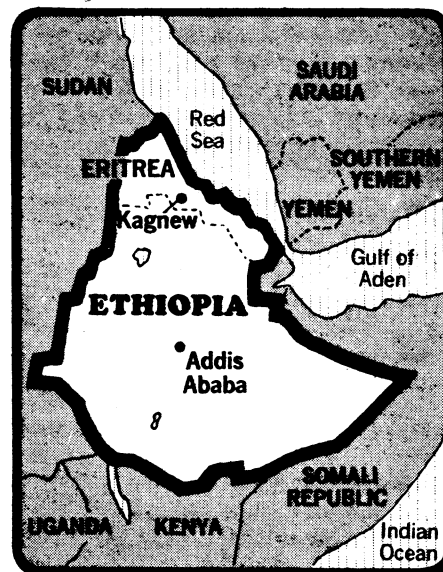 SUDAN
SAUDI
ARABIA
Red
Sea
ERITREA
SOUTHERN
YEMEN
YEMEN
Kagnew
Gulf of
Aden
ETHIOPIA
Addis
Ababa
SOMALI
REPUBLIC
UGANDA
KENYA
Indian
Ocean